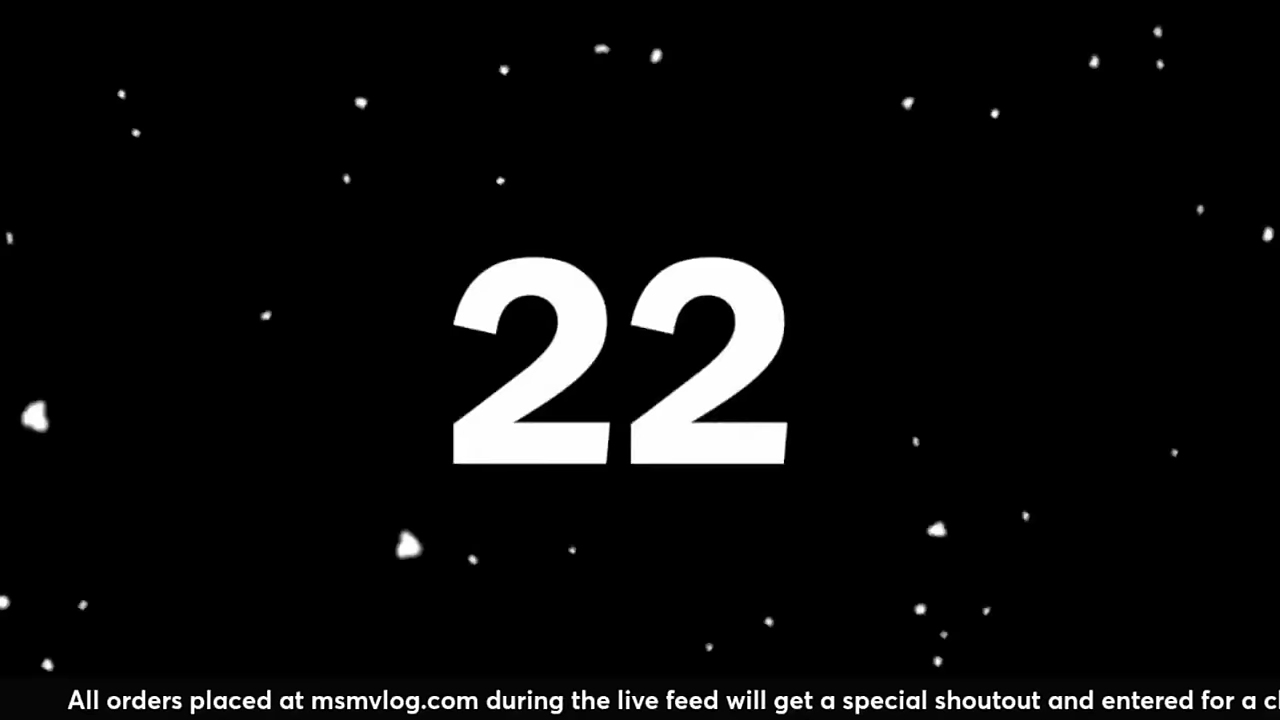 22
All orders placed at msmvlog.com during the live feed will get a special shoutout and entered for a